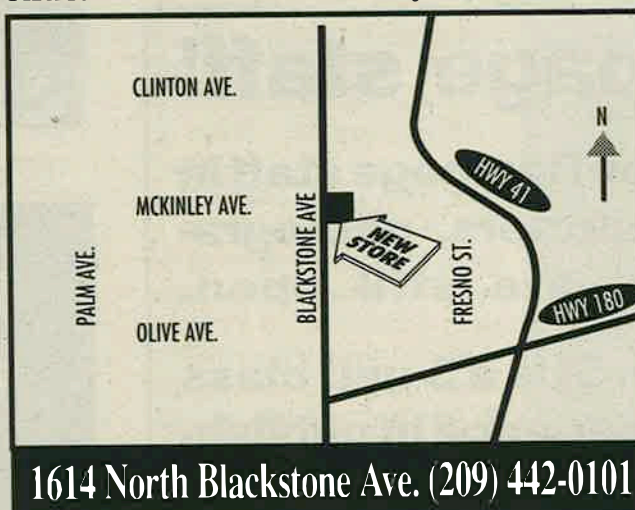 CLINTON AVE.
N
HWY 41
MCKINLEY AVE.
BLACKSTONE AVE
NEW
STORE
PALM AVE.
FRESNO ST.
HWY 180
OLIVE AVE.
1614 North Blackstone Ave. (209) 442-0101